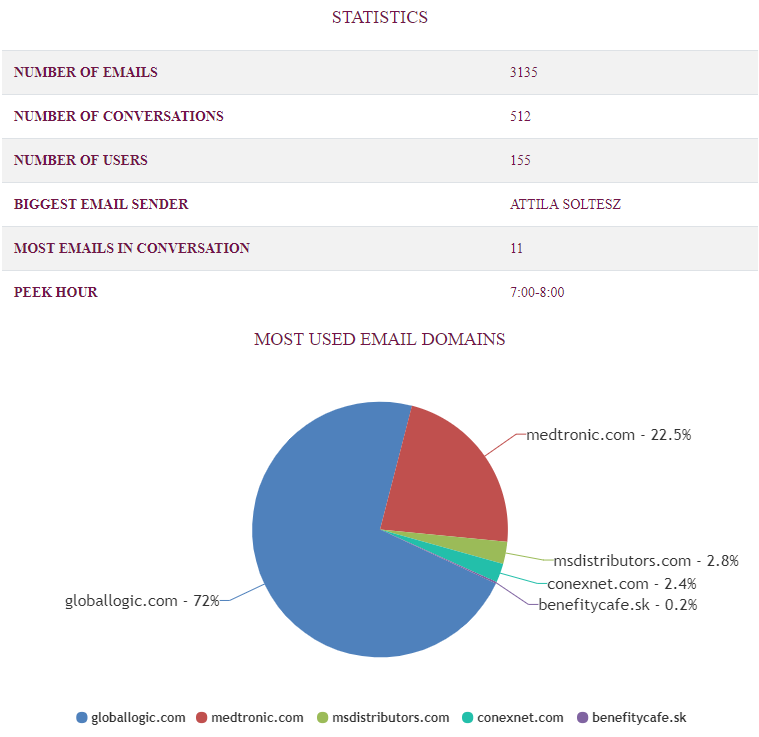 STATISTICS
NUMBER OF EMAILS 3135
NUMBER OF CONVERSATIONS 512
NUMBER OF USERS 155
BIGGEST EMAIL SENDER ATTILA SOLTESZ
MOST EMAILS IN CONVERSATION 11
PEEK HOUR 7:00-8:00
MOST USED EMAIL DOMAINS
medtronic.com - 22.5%
msdistributors.com - 2.8%
conexnet.com - 2.4%
globallogic.com - 72%
benefitycafe.sk - 0.2%
globallogic.com medtronic.com msdistributors.com conexnet.com benefitycafe.sk